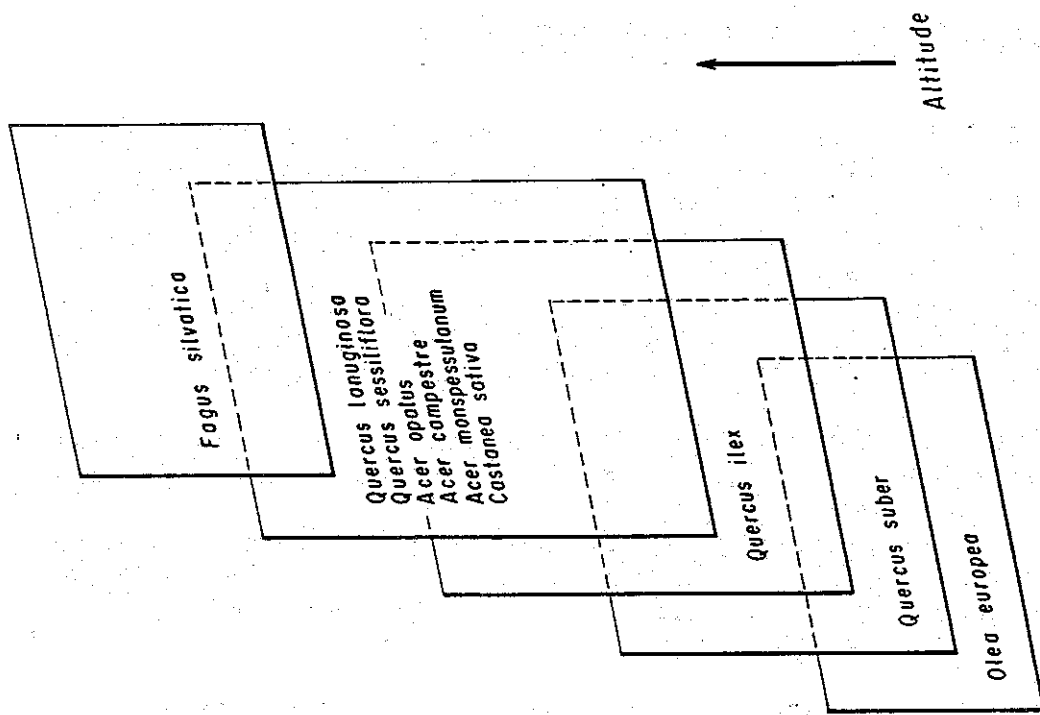 Altitude
Fagus silvatica
Quercus lanuginosa
Quercus sessiliflora
Acer opalus
Acer campestre
Acer monspessulanum
Castanea sativa
Quercus ilex
Quercus suber
Olea europea